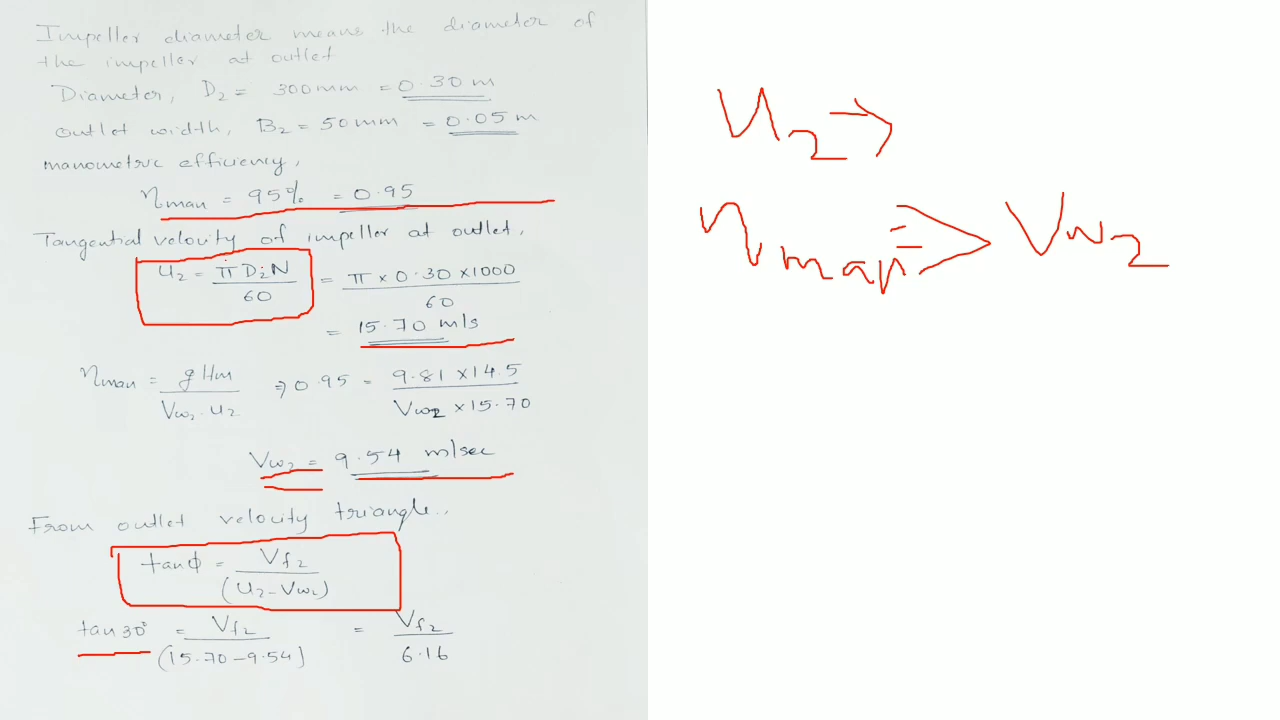 Impeller diameter means the diameter of
the impeller at outlet
Diameter, D₂ = 300mm = 0.30 m
outlet width, B₂ = 50mm = 0.05 m
manometric efficiency,
ηman = 95% = 0.95
Tangential velocity of impeller at outlet,
u₂ = πD₂N/60 = π × 0.30 × 1000/60
= 15.70 m/s
ηman = gHm/Vw₂.u₂ ⇒ 0.95 = 9.81 × 14.5/Vw₂ × 15.70
Vw₂ = 9.54 m/sec
From outlet velocity triangle..
tanϕ = Vf₂/(u₂-Vw₂)
tan30° = Vf₂/(15.70-9.54) = Vf₂/6.16
u₂ →
ηman ⇒ Vw₂